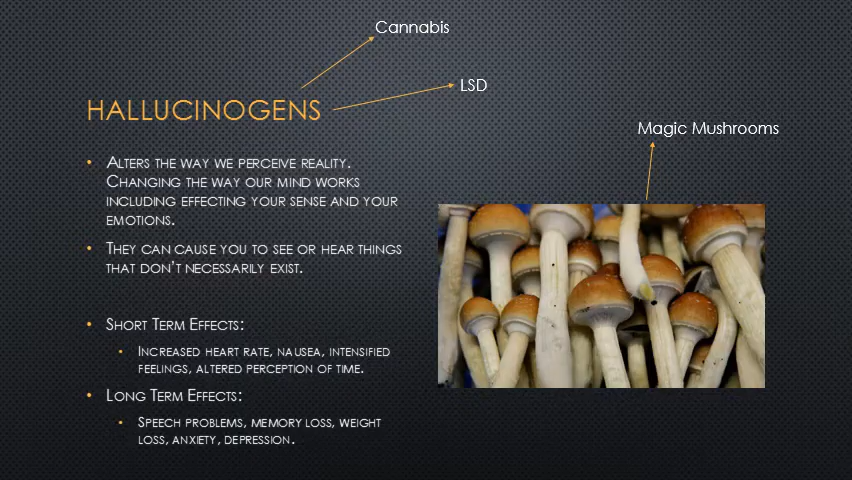 Cannabis
LSD
HALLUCINOGENS
Magic Mushrooms
ALTERS THE WAY WE PERCEIVE REALITY.
CHANGING THE WAY OUR MIND WORKS
INCLUDING EFFECTING YOUR SENSE AND YOUR
EMOTIONS.
THEY CAN CAUSE YOU TO SEE OR HEAR THINGS
THAT DON'T NECESSARILY EXIST.
SHORT TERM EFFECTS:
INCREASED HEART RATE, NAUSEA, INTENSIFIED
FEELINGS, ALTERED PERCEPTION OF TIME.
LONG TERM EFFECTS:
SPEECH PROBLEMS, MEMORY LOSS, WEIGHT
LOSS, ANXIETY, DEPRESSION.